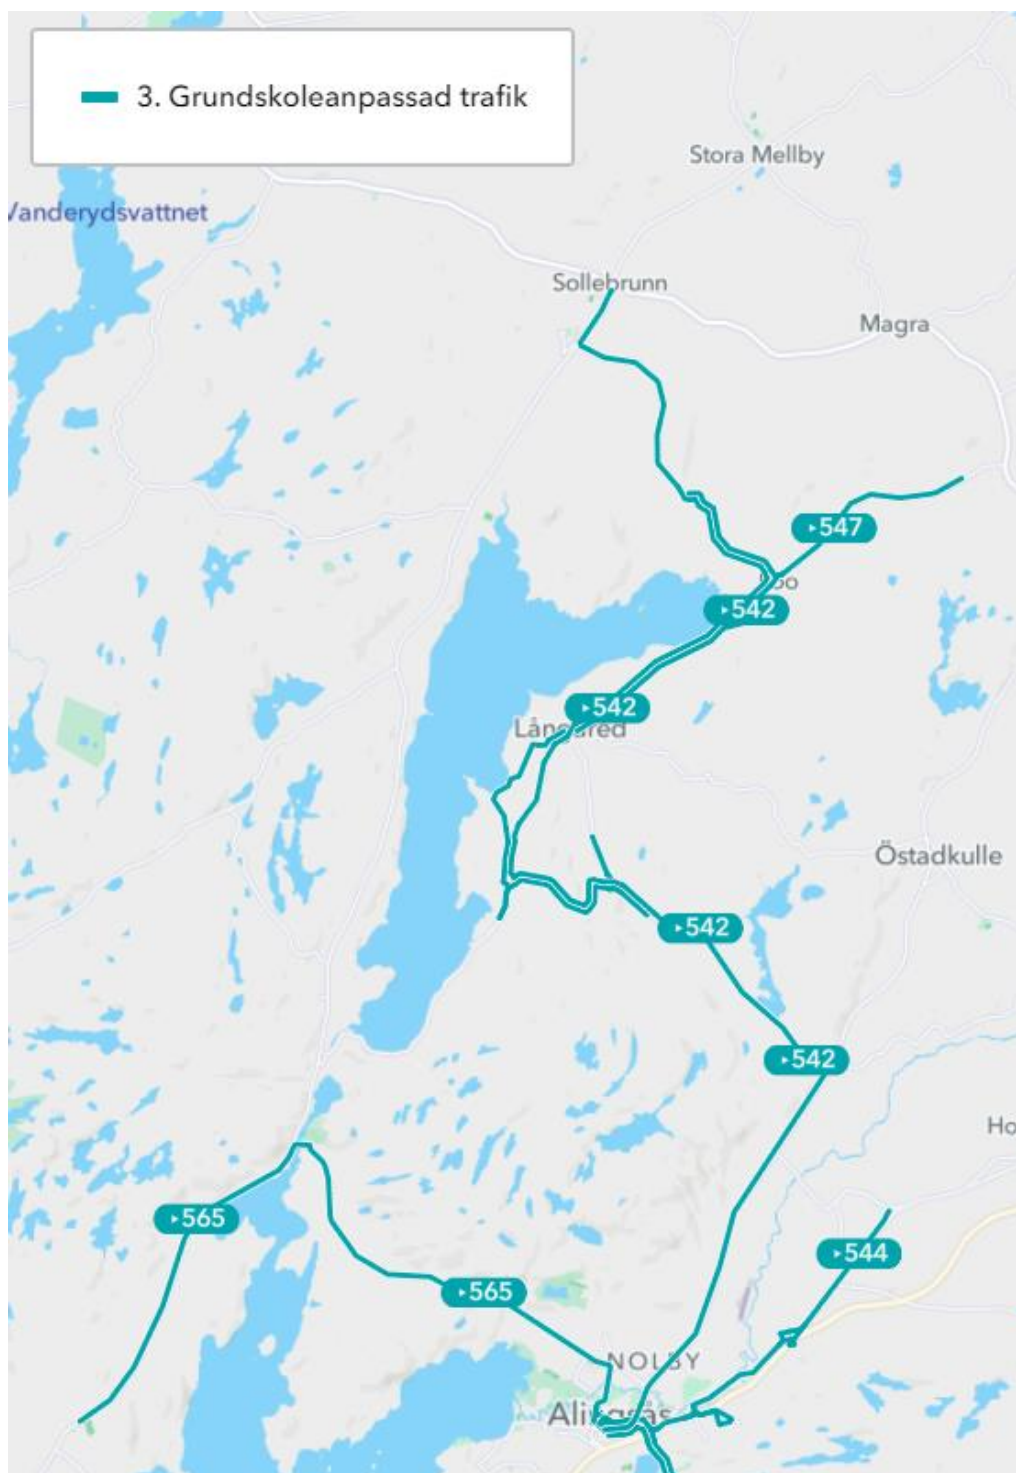 3. Grundskoleanpassad trafik
Stora Mellby
Vanderydsvattnet
Sollebrunn
Magra
547
542
542
Östadkulle
542
542
565
544
565
NOLBY